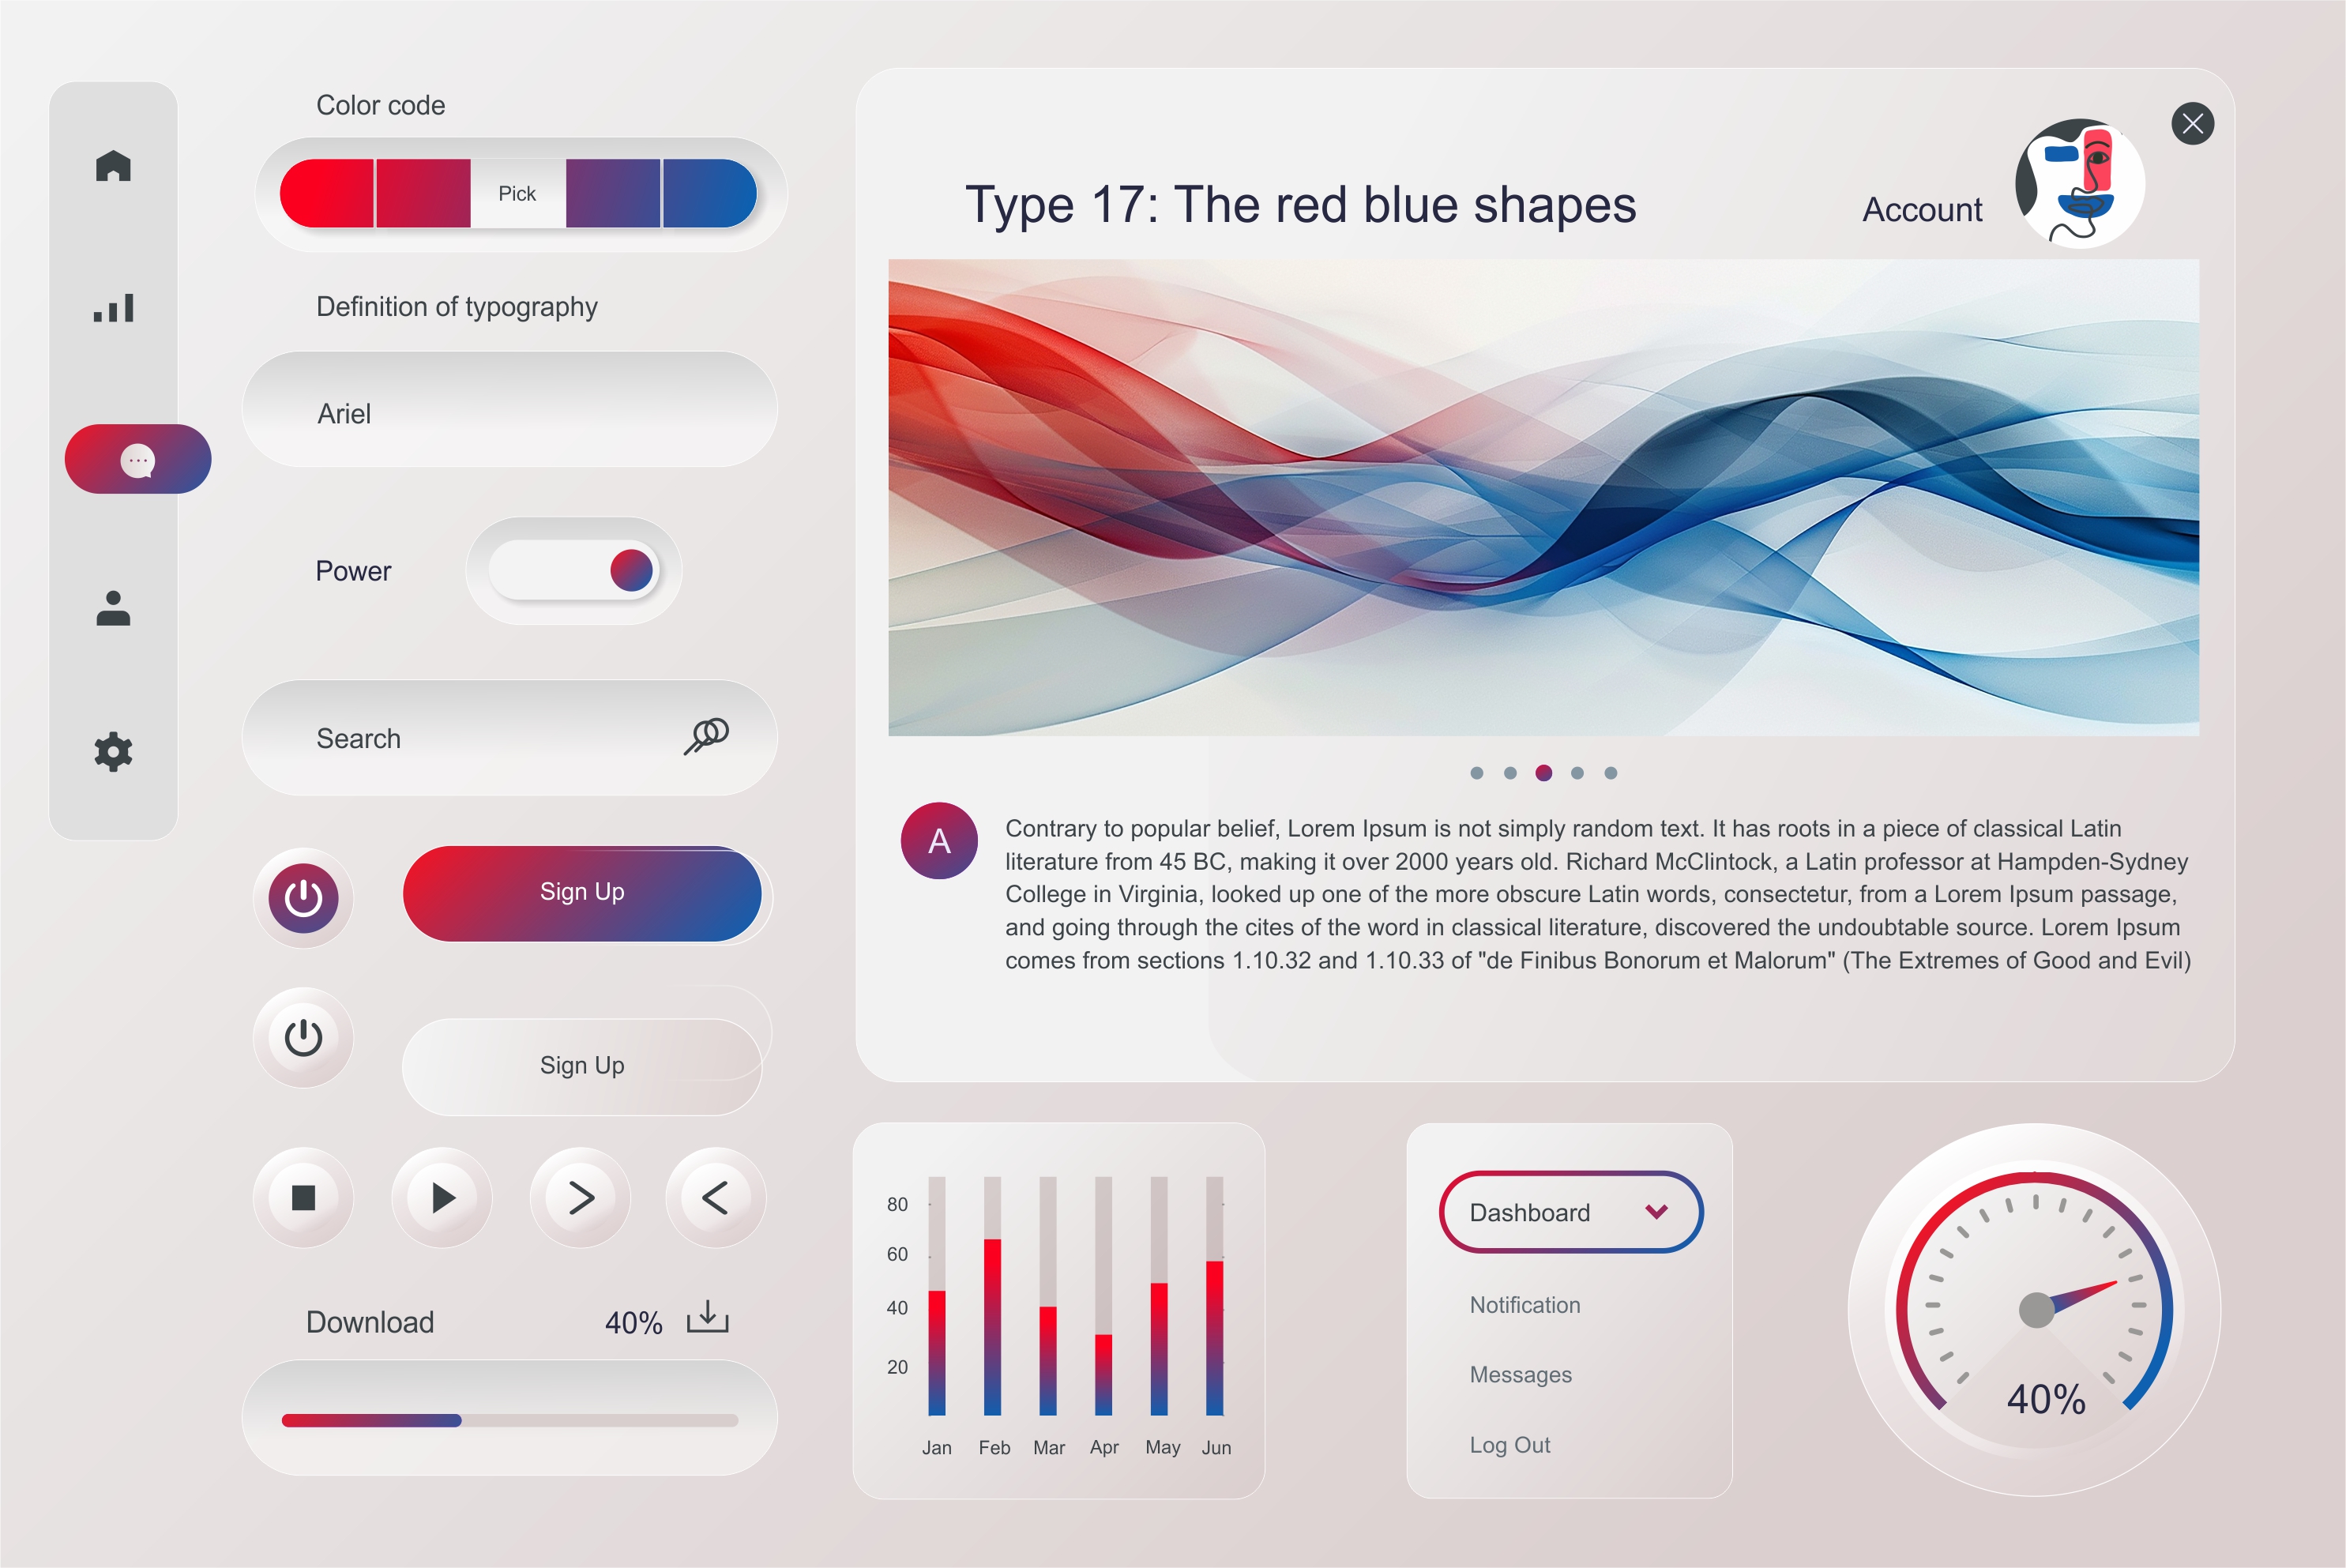 Color code
Pick
Definition of typography
Ariel
Power
Search
Sign Up
Sign Up
Download
40%
Type 17: The red blue shapes
Account
A
Contrary to popular belief, Lorem Ipsum is not simply random text. It has roots in a piece of classical Latin
literature from 45 BC, making it over 2000 years old. Richard McClintock, a Latin professor at Hampden-Sydney
College in Virginia, looked up one of the more obscure Latin words, consectetur, from a Lorem Ipsum passage,
and going through the cites of the word in classical literature, discovered the undoubtable source. Lorem Ipsum
comes from sections 1.10.32 and 1.10.33 of "de Finibus Bonorum et Malorum" (The Extremes of Good and Evil)
80
60
40
20
Jan Feb Mar Apr May Jun
Dashboard
Notification
Messages
Log Out
40%